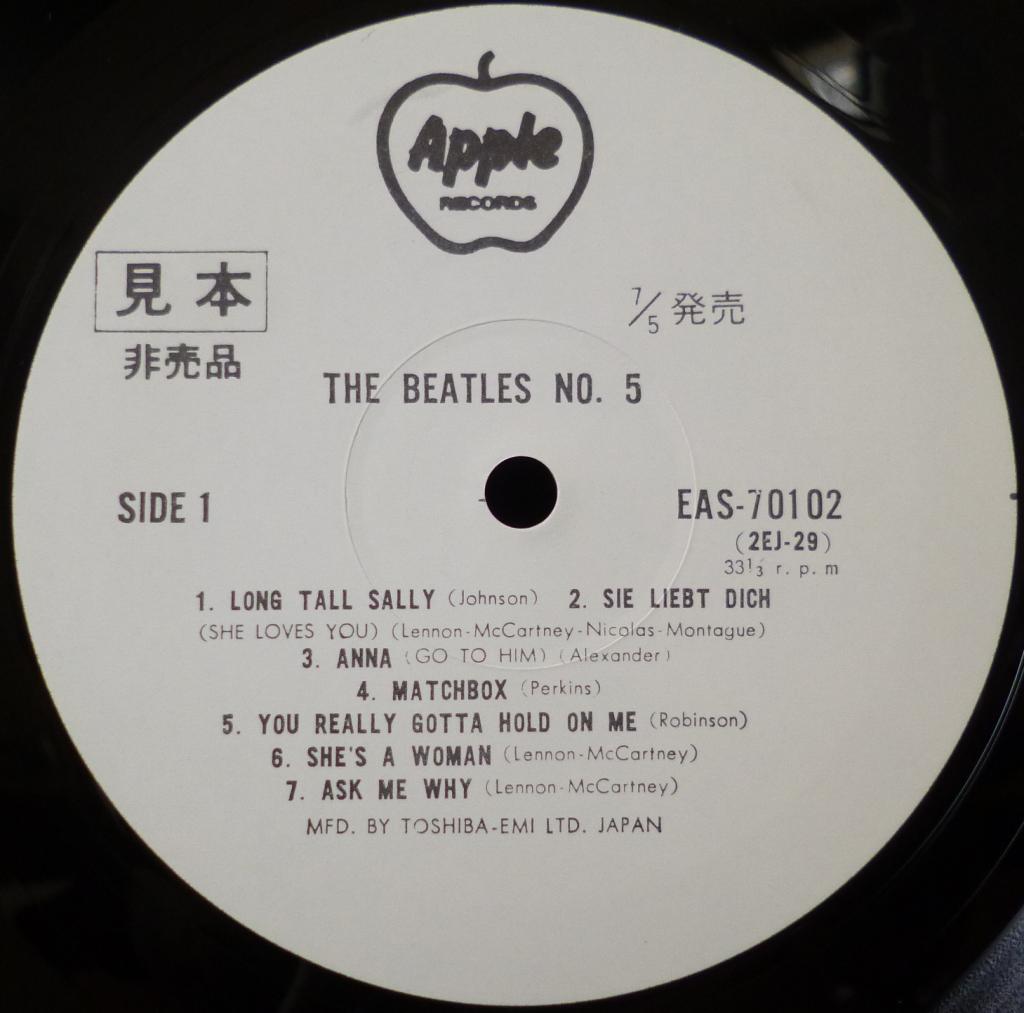 Apple
RECORDS
見本
非売品
7/5 発売
THE BEATLES NO. 5
SIDE 1
EAS-70102
(2EJ-29)
33⅓ r. p. m
1. LONG TALL SALLY (Johnson) 2. SIE LIEBT DICH
(SHE LOVES YOU) (Lennon-McCartney-Nicolas-Montague)
3. ANNA (GO TO HIM) (Alexander)
4. MATCHBOX (Perkins)
5. YOU REALLY GOTTA HOLD ON ME (Robinson)
6. SHE'S A WOMAN (Lennon-McCartney)
7. ASK ME WHY (Lennon-McCartney)
MFD. BY TOSHIBA-EMI LTD. JAPAN